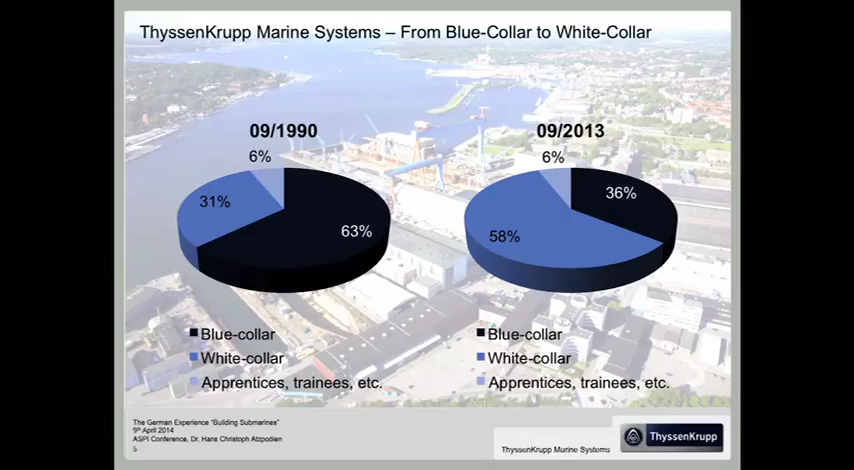 ThyssenKrupp Marine Systems – From Blue-Collar to White-Collar
09/1990
6%
31%
63%
Blue-collar
White-collar
Apprentices, trainees, etc.
09/2013
6%
36%
58%
Blue-collar
White-collar
Apprentices, trainees, etc.
The German Experience "Building Submarines"
9th April 2014
ASPI Conference, Dr. Hans Christoph Atzpodien
5
ThyssenKrupp Marine Systems
ThyssenKrupp